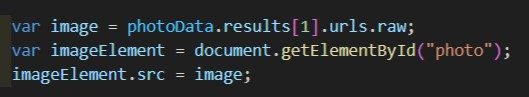 var image = photoData.results[1].urls.raw;
var imageElement = document.getElementById("photo");
imageElement.src = image;